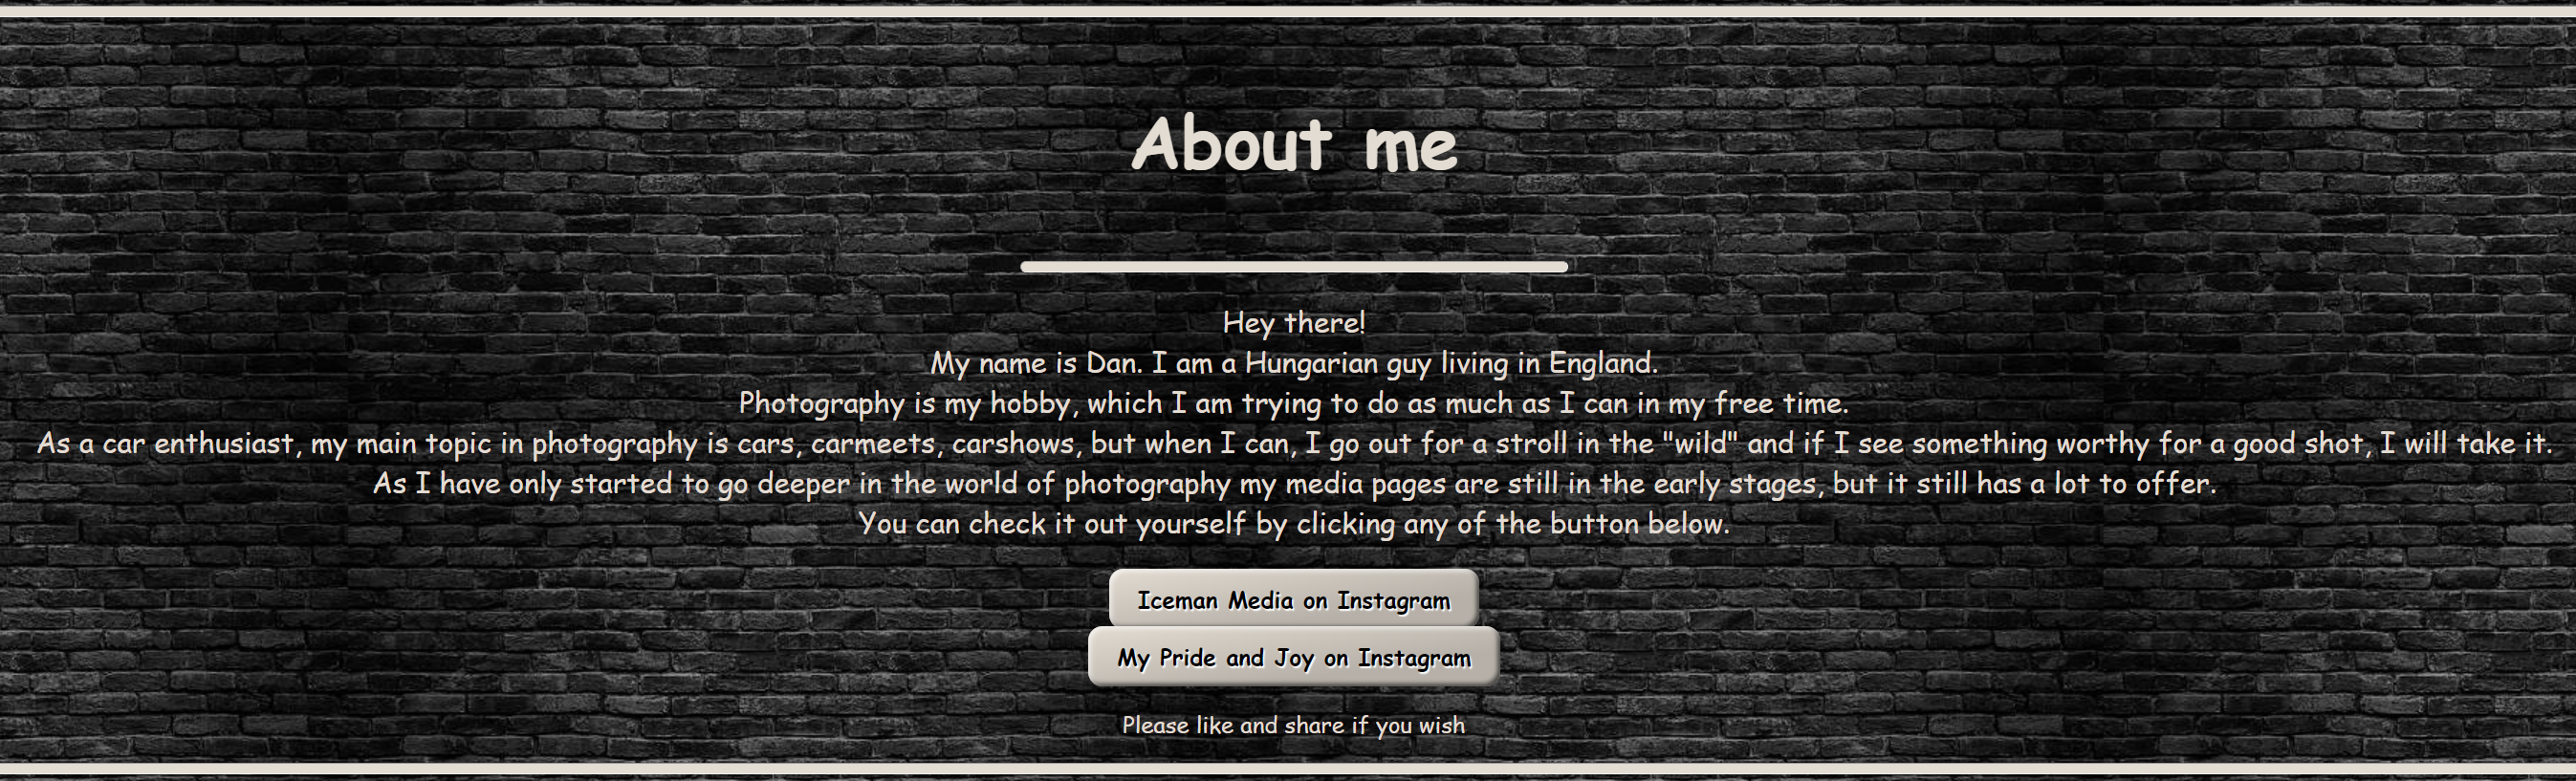 About me
Hey there!
My name is Dan. I am a Hungarian guy living in England.
Photography is my hobby, which I am trying to do as much as I can in my free time.
As a car enthusiast, my main topic in photography is cars, carmeets, carshows, but when I can, I go out for a stroll in the "wild" and if I see something worthy for a good shot, I will take it.
As I have only started to go deeper in the world of photography my media pages are still in the early stages, but it still has a lot to offer.
You can check it out yourself by clicking any of the button below.
Iceman Media on Instagram
My Pride and Joy on Instagram
Please like and share if you wish